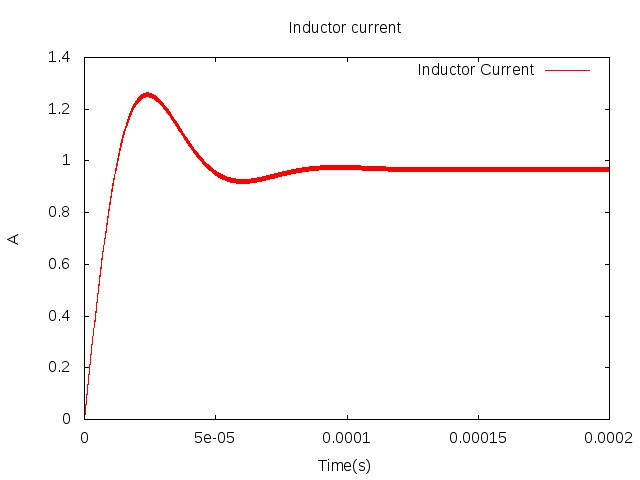 Inductor current
1.4
Inductor Current
1.2
1
0.8
A
0.6
0.4
0.2
0
0
5e-05
0.0001
0.00015
0.0002
Time(s)